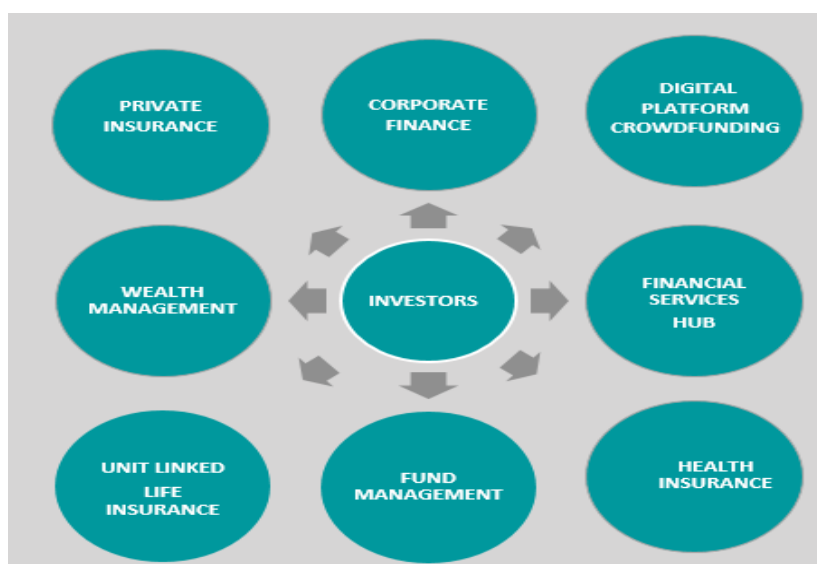 PRIVATE
INSURANCE
CORPORATE
FINANCE
DIGITAL
PLATFORM
CROWDFUNDING
WEALTH
MANAGEMENT
INVESTORS
FINANCIAL
SERVICES
HUB
UNIT LINKED
LIFE
INSURANCE
FUND
MANAGEMENT
HEALTH
INSURANCE